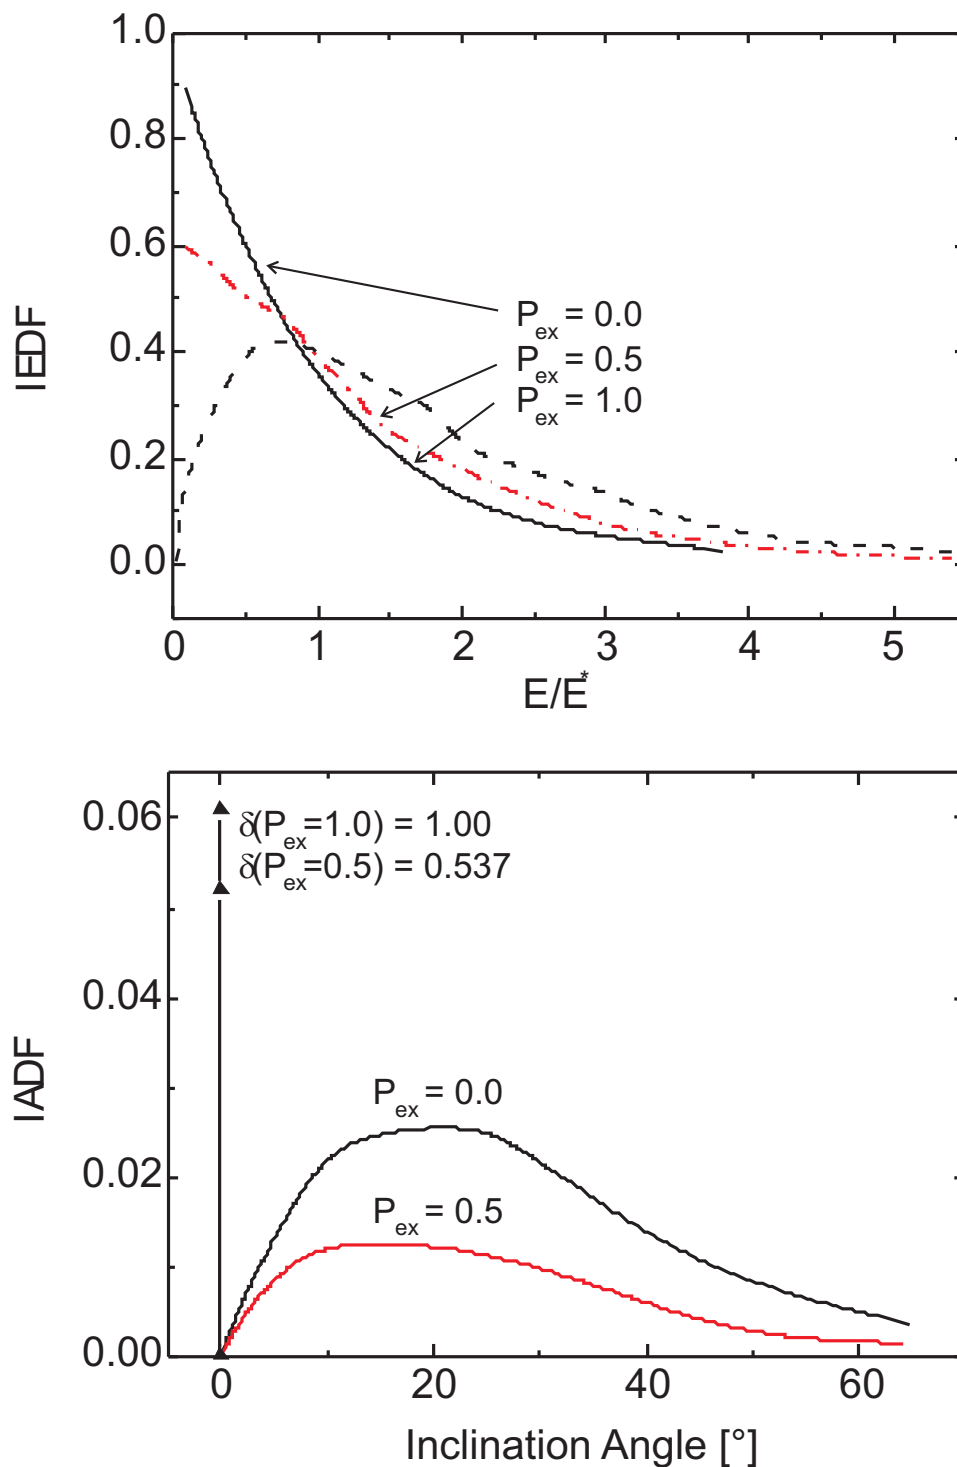 1.0
0.8
0.6
0.4
0.2
0.0
IEDF
P_ex = 0.0
P_ex = 0.5
P_ex = 1.0
0 1 2 3 4 5
E/E*
0.06
0.04
0.02
0.00
IADF
δ(P_ex=1.0) = 1.00
δ(P_ex=0.5) = 0.537
P_ex = 0.0
P_ex = 0.5
0 20 40 60
Inclination Angle [°]